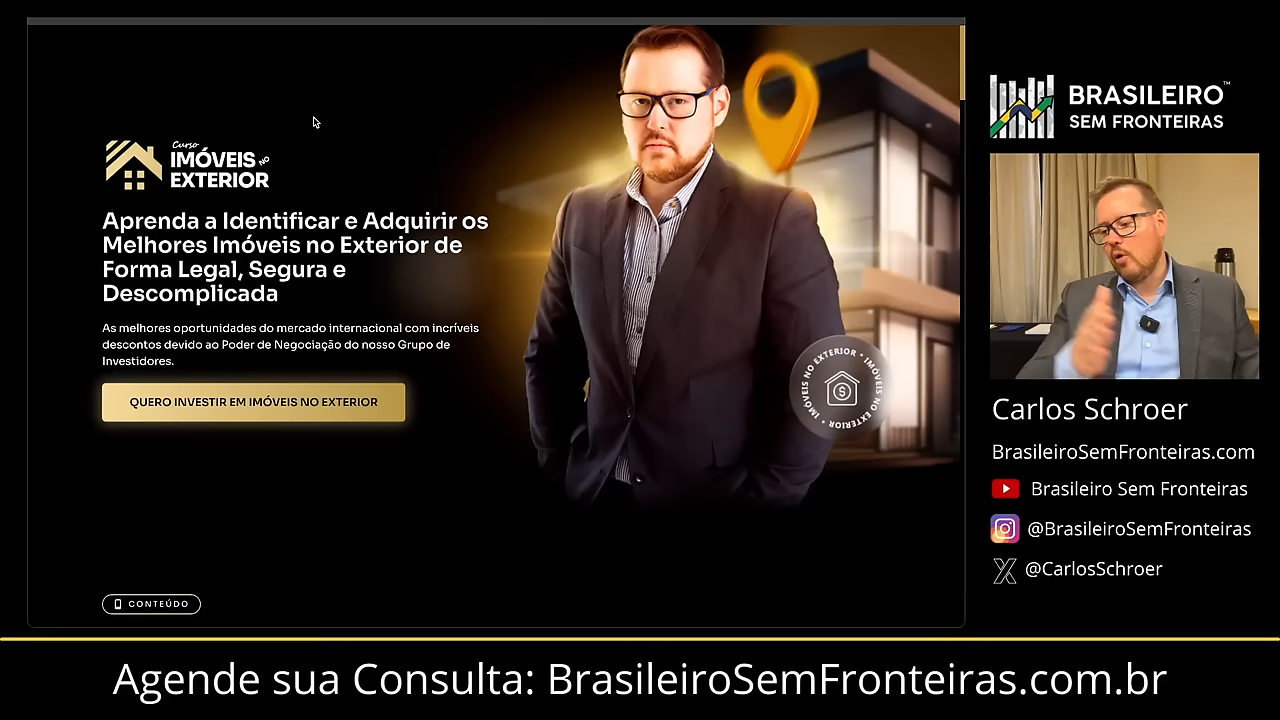 Curso
IMÓVEIS NO
EXTERIOR
Aprenda a Identificar e Adquirir os
Melhores Imóveis no Exterior de
Forma Legal, Segura e
Descomplicada
As melhores oportunidades do mercado internacional com incríveis
descontos devido ao Poder de Negociação do nosso Grupo de
Investidores.
QUERO INVESTIR EM IMÓVEIS NO EXTERIOR
IMÓVEIS NO EXTERIOR • IMÓVEIS NO EXTERIOR •
CONTEÚDO
BRASILEIRO™
SEM FRONTEIRAS
Carlos Schroer
BrasileiroSemFronteiras.com
Brasileiro Sem Fronteiras
@BrasileiroSemFronteiras
@CarlosSchroer
Agende sua Consulta: BrasileiroSemFronteiras.com.br